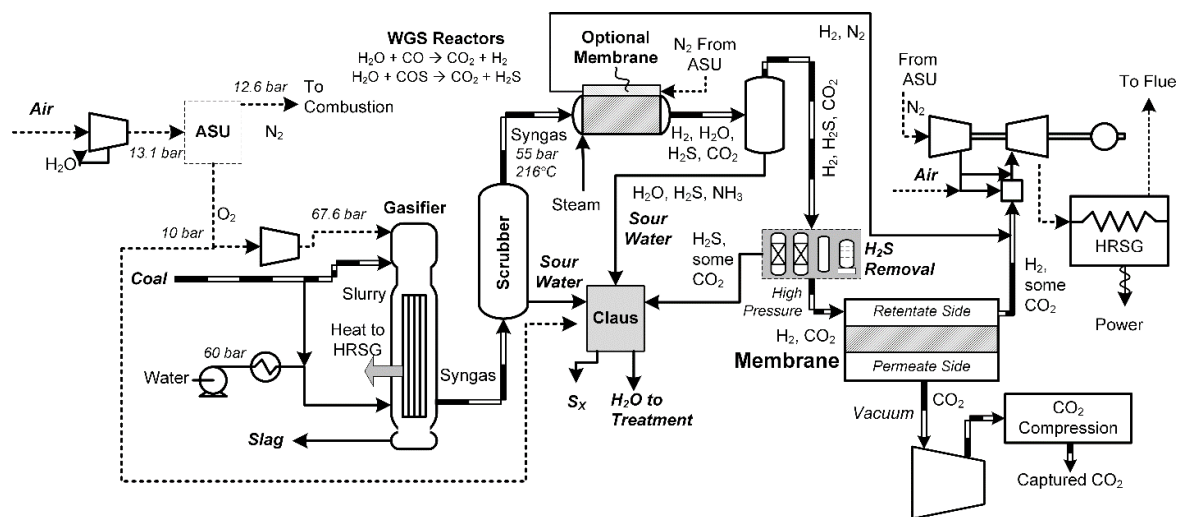 WGS Reactors
H₂O + CO → CO₂ + H₂
H₂O + COS → CO₂ + H₂S
Optional
Membrane
N₂ From
ASU
H₂, N₂
From
ASU
N₂
To Flue
Air
H₂O
13.1 bar
ASU
12.6 bar
To
Combustion
N₂
O₂
10 bar
67.6 bar
Gasifier
Coal
Slurry
Heat to
HRSG
60 bar
Water
Slag
Syngas
Scrubber
Syngas
55 bar
216°C
Steam
H₂, H₂O,
H₂S, CO₂
H₂, H₂S, CO₂
H₂O, H₂S, NH₃
Sour
Water
Sour
Water
H₂S,
some
CO₂
H₂S
Removal
Claus
Sₓ
H₂O to
Treatment
High
Pressure
H₂, CO₂
Membrane
Retentate Side
Permeate Side
Vacuum
CO₂
CO₂
Compression
Captured CO₂
Air
H₂,
some
CO₂
HRSG
Power